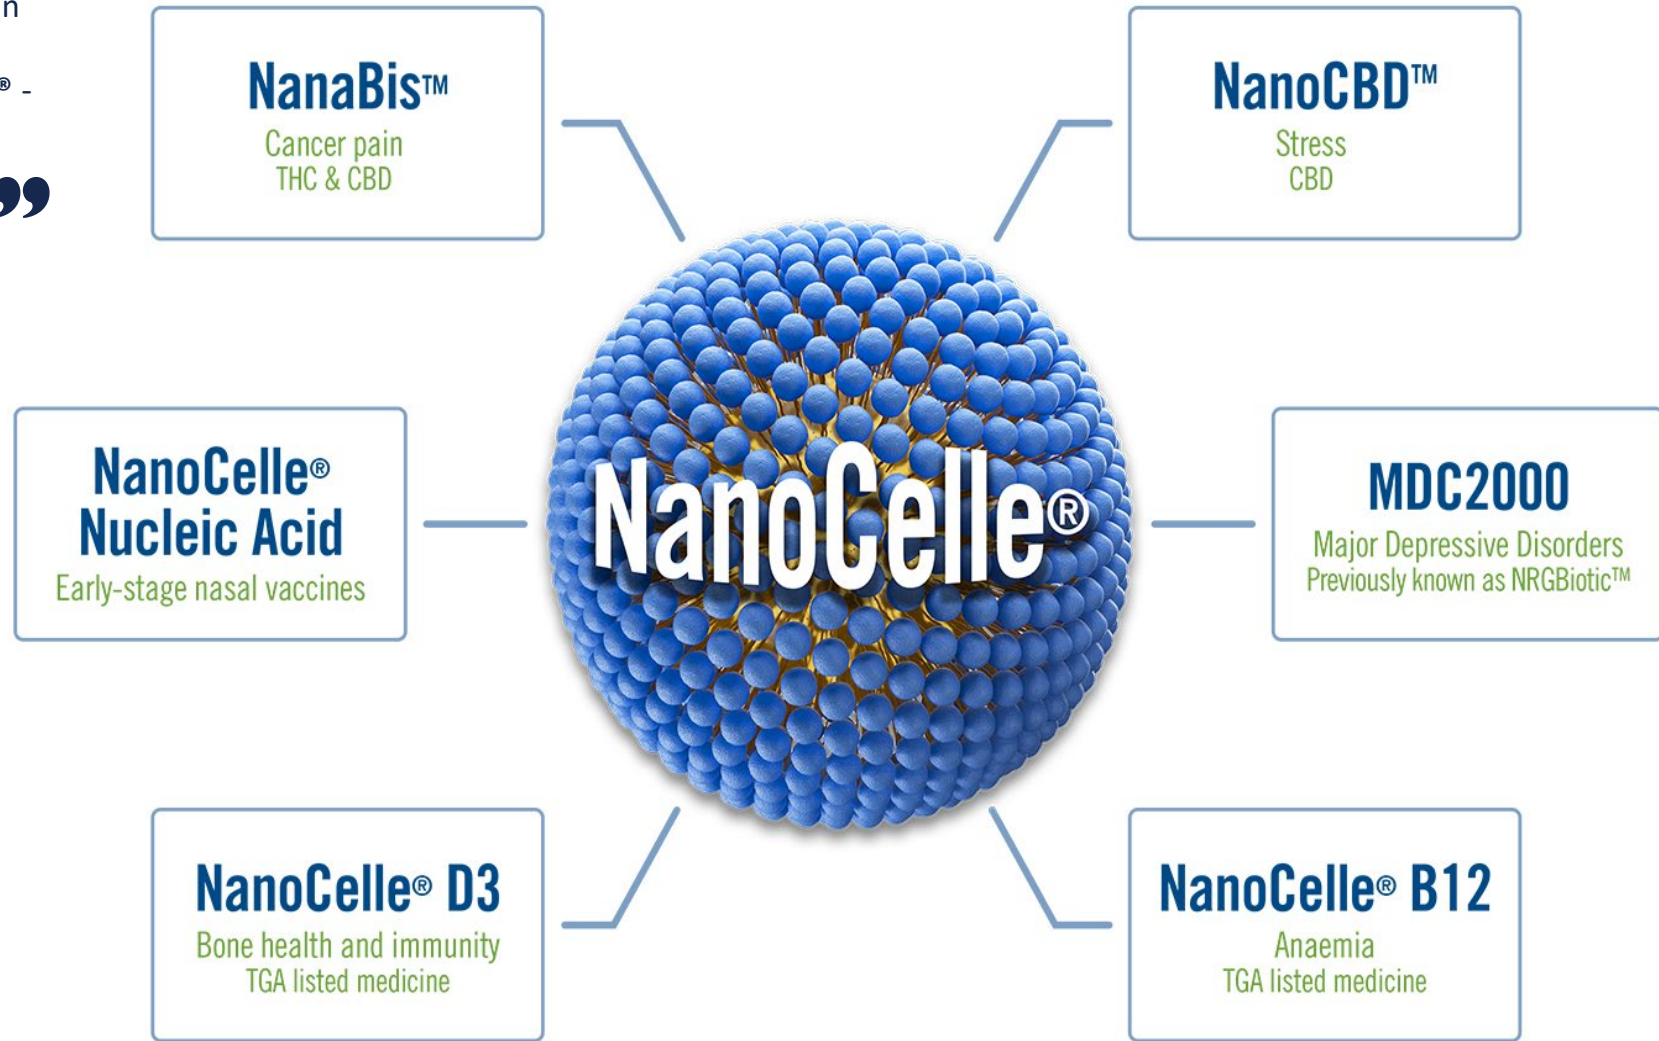 n
® -
”
NanaBis™
Cancer pain
THC & CBD
NanoCBD™
Stress
CBD
NanoCelle®
Nucleic Acid
Early-stage nasal vaccines
NanoCelle®
MDC2000
Major Depressive Disorders
Previously known as NRGBiotic™
NanoCelle® D3
Bone health and immunity
TGA listed medicine
NanoCelle® B12
Anaemia
TGA listed medicine